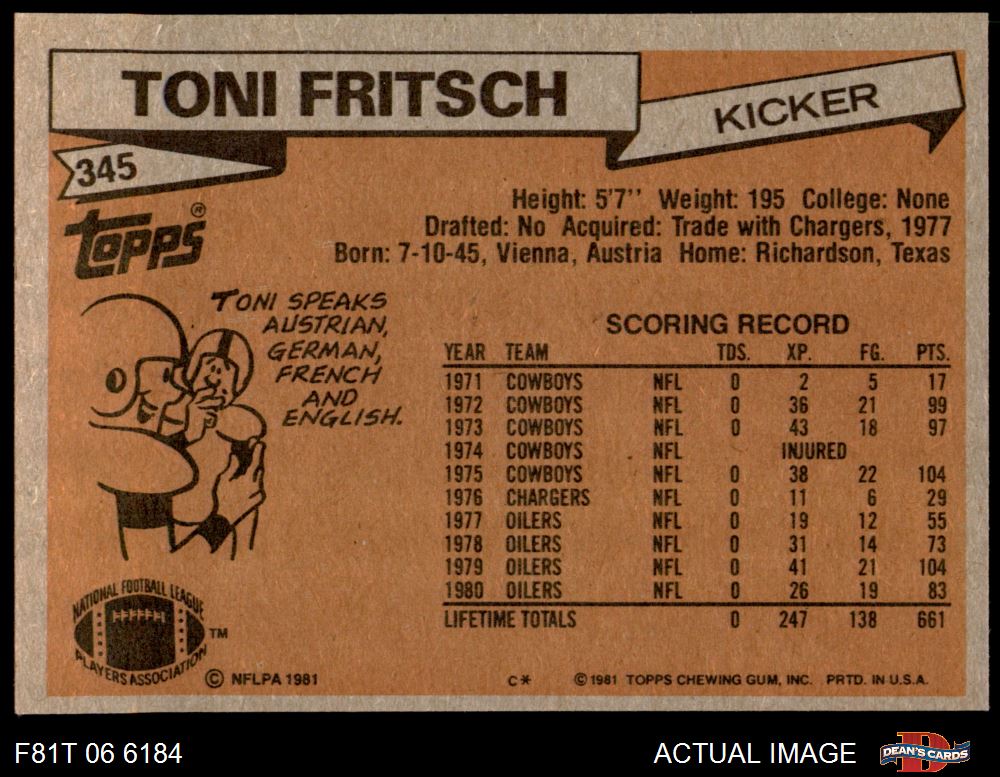 TONI FRITSCH
KICKER
345
Topps®
Height: 5'7'' Weight: 195 College: None
Drafted: No Acquired: Trade with Chargers, 1977
Born: 7-10-45, Vienna, Austria Home: Richardson, Texas
TONI SPEAKS
AUSTRIAN,
GERMAN,
FRENCH
AND
ENGLISH.
SCORING RECORD
YEAR TEAM TDS. XP. FG. PTS.
1971 COWBOYS NFL 0 2 5 17
1972 COWBOYS NFL 0 36 21 99
1973 COWBOYS NFL 0 43 18 97
1974 COWBOYS NFL INJURED
1975 COWBOYS NFL 0 38 22 104
1976 CHARGERS NFL 0 11 6 29
1977 OILERS NFL 0 19 12 55
1978 OILERS NFL 0 31 14 73
1979 OILERS NFL 0 41 21 104
1980 OILERS NFL 0 26 19 83
LIFETIME TOTALS 0 247 138 661
NATIONAL FOOTBALL LEAGUE
PLAYERS ASSOCIATION
TM
© NFLPA 1981
C* © 1981 TOPPS CHEWING GUM, INC. PRTD. IN U.S.A.
F81T 06 6184
ACTUAL IMAGE
D
DEAN'S CARDS